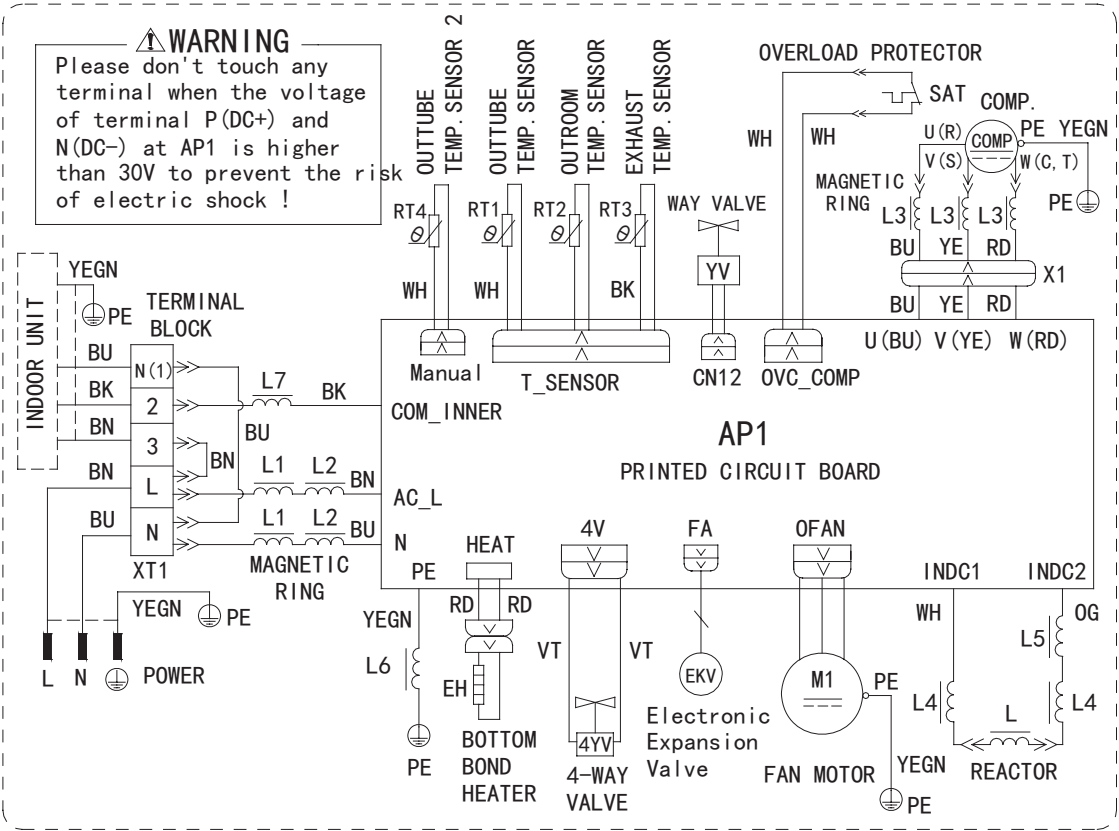 WARNING
Please don't touch any
terminal when the voltage
of terminal P(DC+) and
N(DC-) at AP1 is higher
than 30V to prevent the risk
of electric shock !
OUTTUBE
TEMP. SENSOR 2
OUTTUBE
TEMP. SENSOR
OUTROOM
TEMP. SENSOR
EXHAUST
TEMP. SENSOR
RT4
RT1
RT2
RT3
θ
θ
θ
θ
WH
WH
BK
WAY VALVE
YV
OVERLOAD PROTECTOR
SAT
WH
WH
COMP.
COMP
U(R)
V(S)
W(C, T)
PE YEGN
PE
MAGNETIC
RING
L3
L3
L3
BU
YE
RD
X1
BU
YE
RD
U(BU) V(YE) W(RD)
Manual
T_SENSOR
CN12
OVC_COMP
INDOOR UNIT
YEGN
PE
TERMINAL
BLOCK
BU
BK
BN
BN
BU
N(1)
2
3
L
N
XT1
L7
BK
BU
BN
L1
L2
BN
L1
L2
BU
MAGNETIC
RING
COM_INNER
AC_L
N
PE
AP1
PRINTED CIRCUIT BOARD
YEGN
PE
L
N
POWER
YEGN
L6
PE
HEAT
RD
RD
EH
BOTTOM
BOND
HEATER
4V
VT
VT
4YV
4-WAY
VALVE
FA
EKV
Electronic
Expansion
Valve
OFAN
M1
PE
FAN MOTOR
YEGN
PE
INDC1
INDC2
WH
OG
L5
L4
L4
L
REACTOR